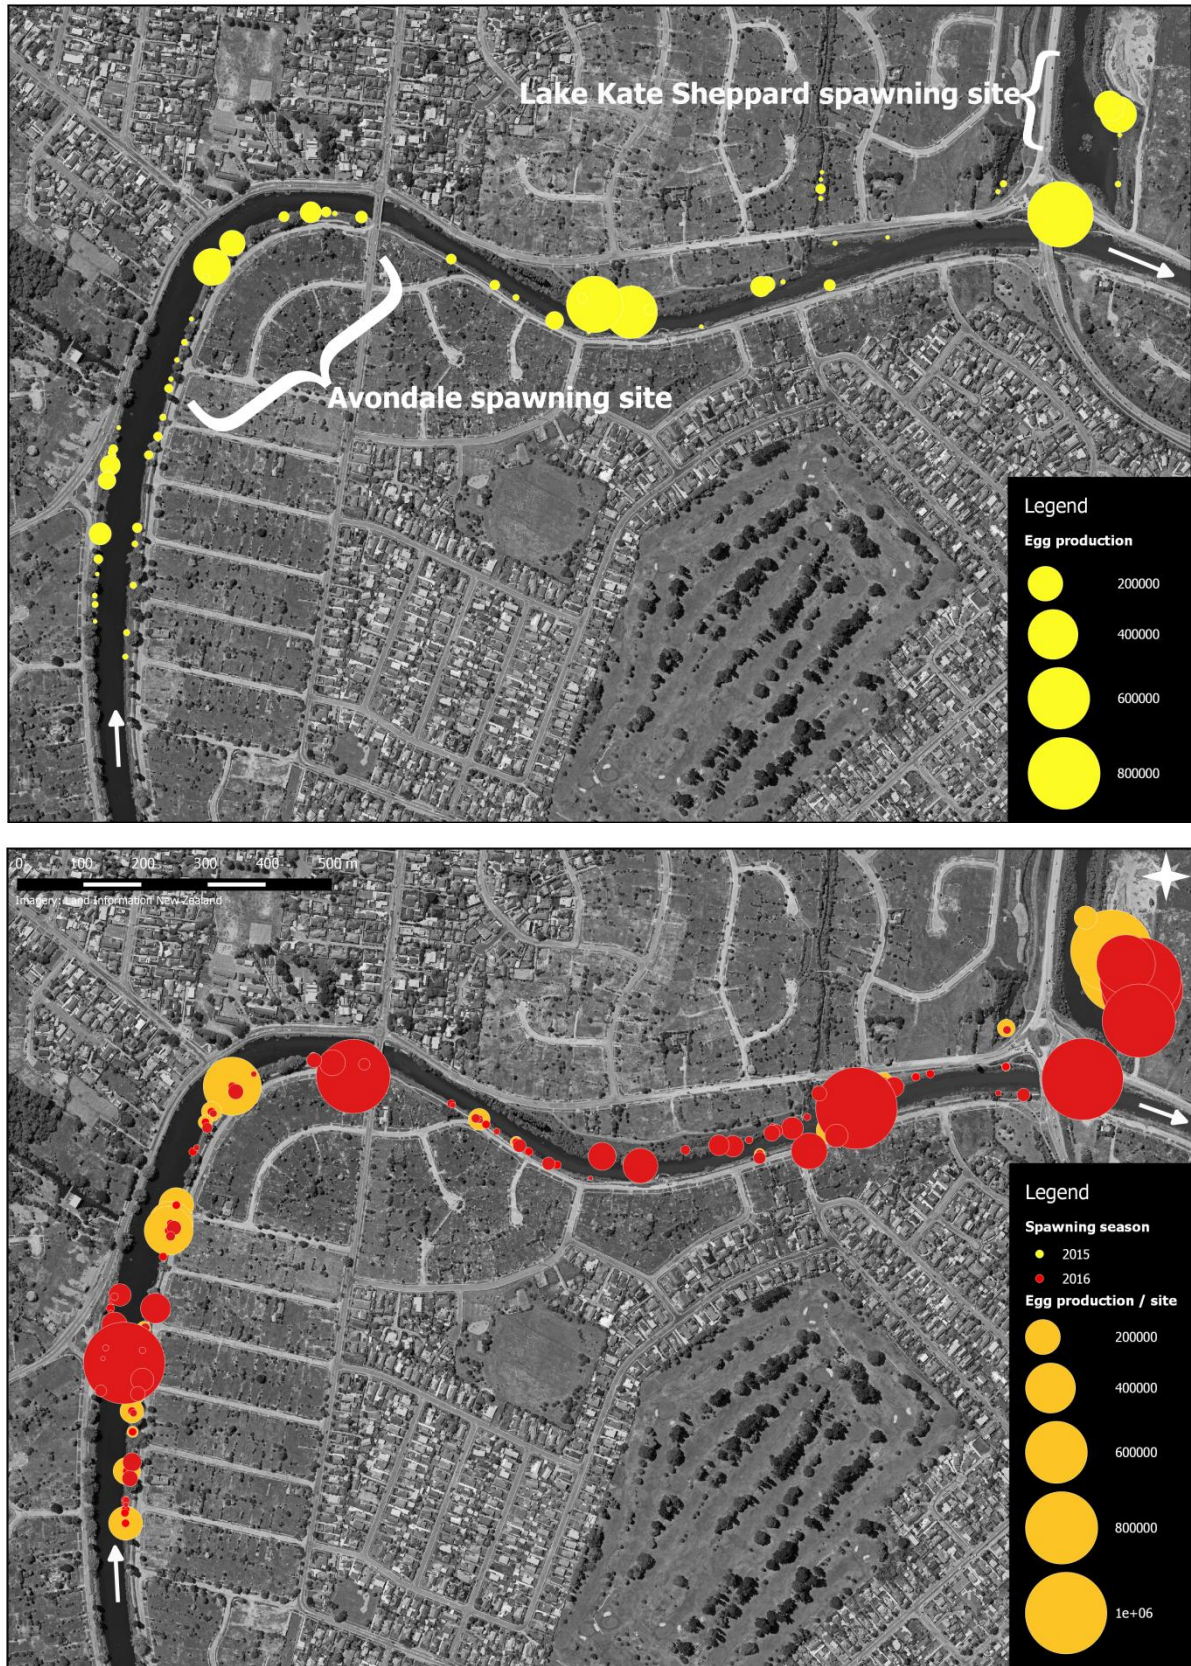 Lake Kate Sheppard spawning site
Avondale spawning site
Legend
Egg production
200000
400000
600000
800000
0 100 200 300 400 500 m
Imagery: Land Information New Zealand
Legend
Spawning season
2015
2016
Egg production / site
200000
400000
600000
800000
1e+06